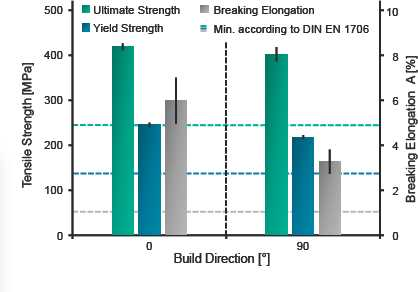 Ultimate Strength
Breaking Elongation
Yield Strength
Min. according to DIN EN 1706
Tensile Strength [MPa]
500
400
300
200
100
0
Breaking Elongation A [%]
10
8
6
4
2
0
0
90
Build Direction [°]